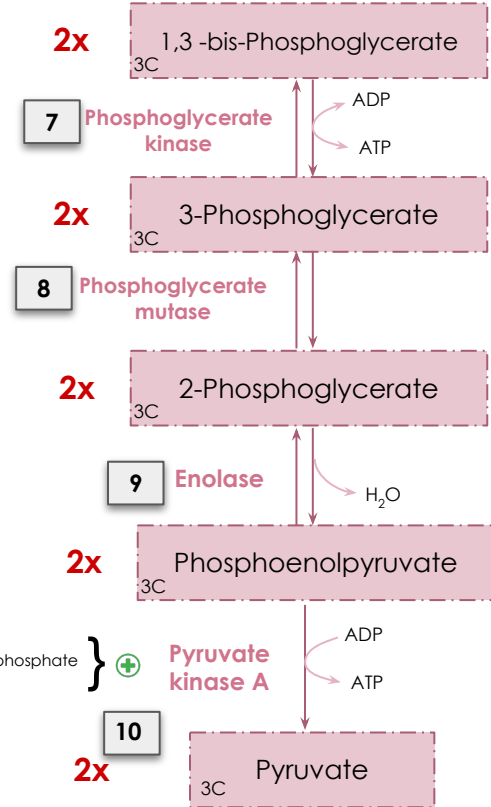 2x
1,3 -bis-Phosphoglycerate
3C
7
Phosphoglycerate
kinase
ADP
ATP
2x
3-Phosphoglycerate
3C
8
Phosphoglycerate
mutase
2x
2-Phosphoglycerate
3C
9
Enolase
H₂O
2x
Phosphoenolpyruvate
3C
phosphate }
+
Pyruvate
kinase A
ADP
ATP
10
2x
Pyruvate
3C